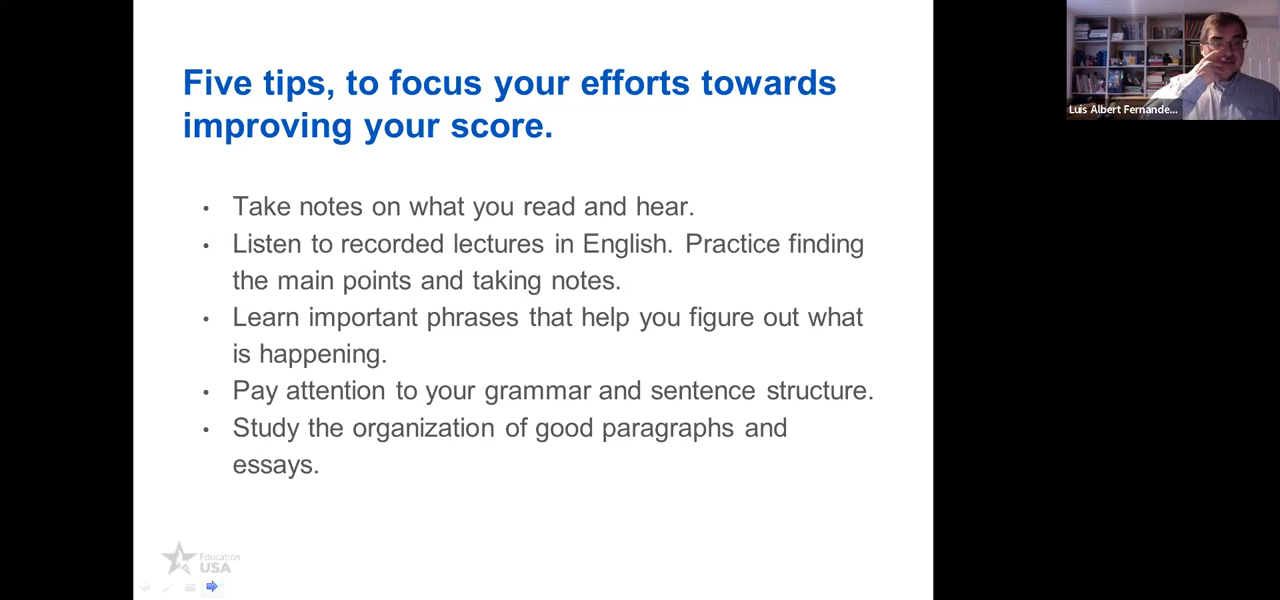 Five tips, to focus your efforts towards
improving your score.
• Take notes on what you read and hear.
• Listen to recorded lectures in English. Practice finding
the main points and taking notes.
• Learn important phrases that help you figure out what
is happening.
• Pay attention to your grammar and sentence structure.
• Study the organization of good paragraphs and
essays.
Education
USA
Luis Albert Fernande...